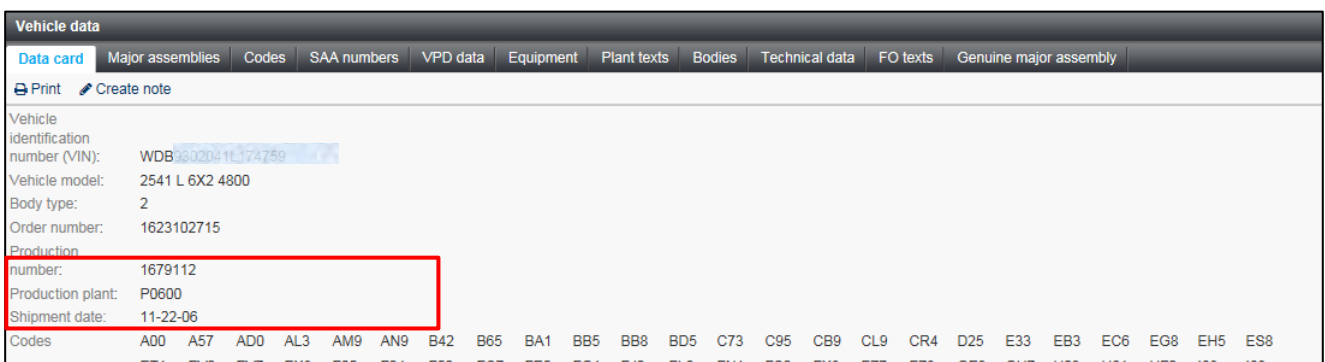 Vehicle data
Data card Major assemblies Codes SAA numbers VPD data Equipment Plant texts Bodies Technical data FO texts Genuine major assembly
Print Create note
Vehicle
identification
number (VIN): WDB9302041L174759
Vehicle model: 2541 L 6X2 4800
Body type: 2
Order number: 1623102715
Production
number: 1679112
Production plant: P0600
Shipment date: 11-22-06
Codes A00 A57 AD0 AL3 AM9 AN9 B42 B65 BA1 BB5 BB8 BD5 C73 C95 CB9 CL9 CR4 D25 E33 EB3 EC6 EG8 EH5 ES8